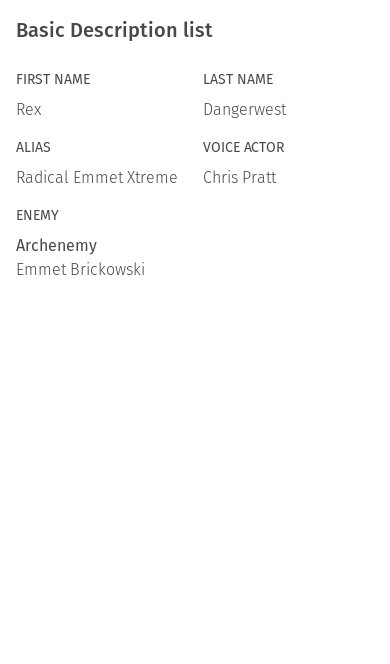 Basic Description list
FIRST NAME
Rex
LAST NAME
Dangerwest
ALIAS
Radical Emmet Xtreme
VOICE ACTOR
Chris Pratt
ENEMY
Archenemy
Emmet Brickowski